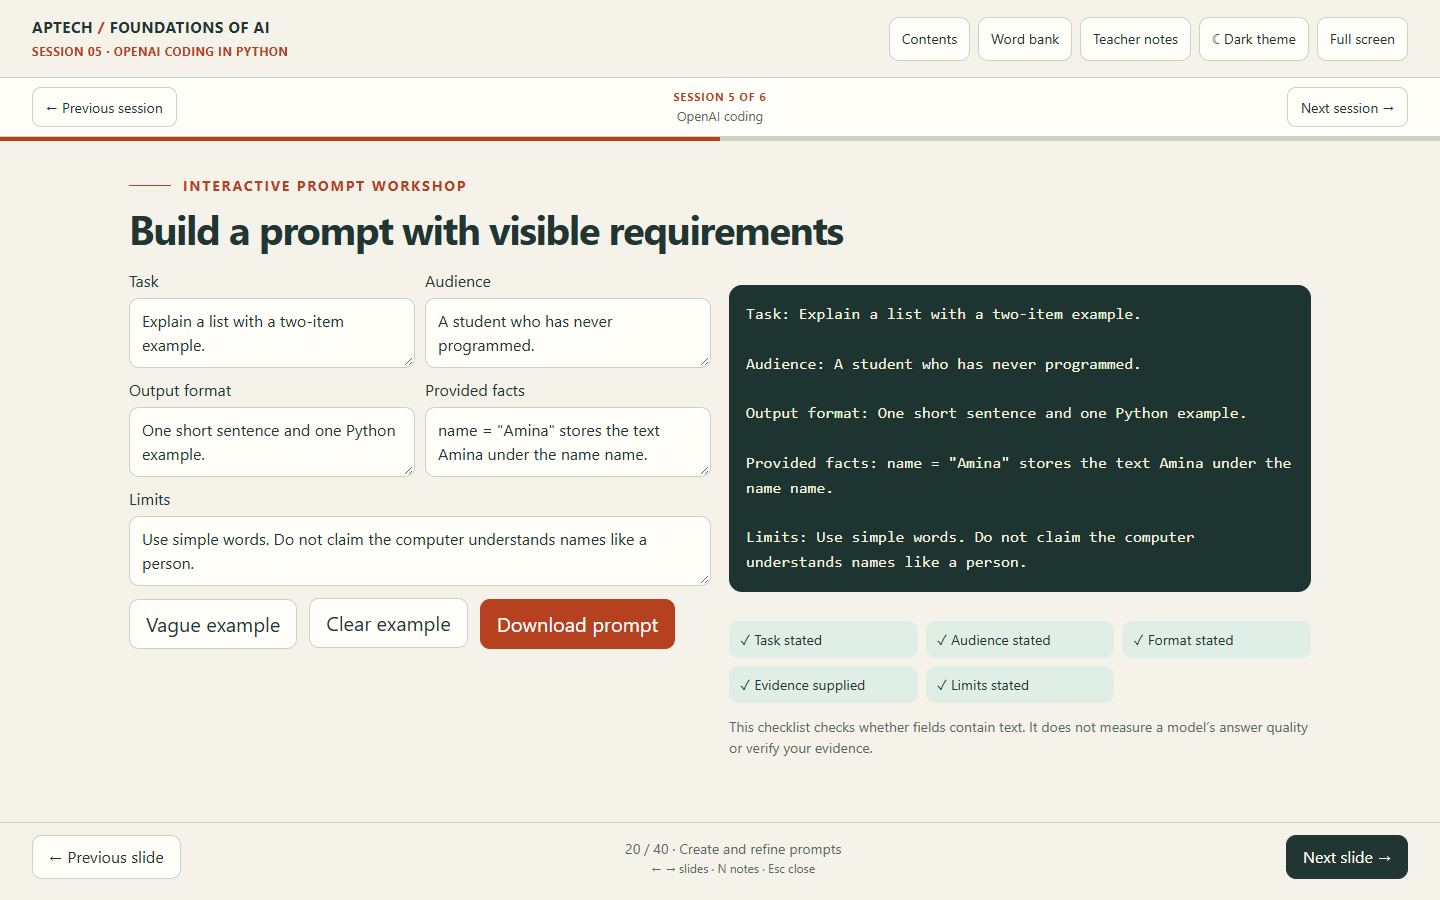 APTECH / FOUNDATIONS OF AI
SESSION 05 · OPENAI CODING IN PYTHON
Contents
Word bank
Teacher notes
☾ Dark theme
Full screen
← Previous session
SESSION 5 OF 6
OpenAI coding
Next session →
INTERACTIVE PROMPT WORKSHOP
Build a prompt with visible requirements
Task
Explain a list with a two-item
example.
Audience
A student who has never
programmed.
Output format
One short sentence and one Python
example.
Provided facts
name = "Amina" stores the text
Amina under the name name.
Limits
Use simple words. Do not claim the computer understands names like a
person.
Vague example
Clear example
Download prompt
Task: Explain a list with a two-item example.
Audience: A student who has never programmed.
Output format: One short sentence and one Python example.
Provided facts: name = "Amina" stores the text Amina under the
name name.
Limits: Use simple words. Do not claim the computer
understands names like a person.
✓ Task stated
✓ Audience stated
✓ Format stated
✓ Evidence supplied
✓ Limits stated
This checklist checks whether fields contain text. It does not measure a model’s answer quality
or verify your evidence.
← Previous slide
20 / 40 · Create and refine prompts
← → slides · N notes · Esc close
Next slide →